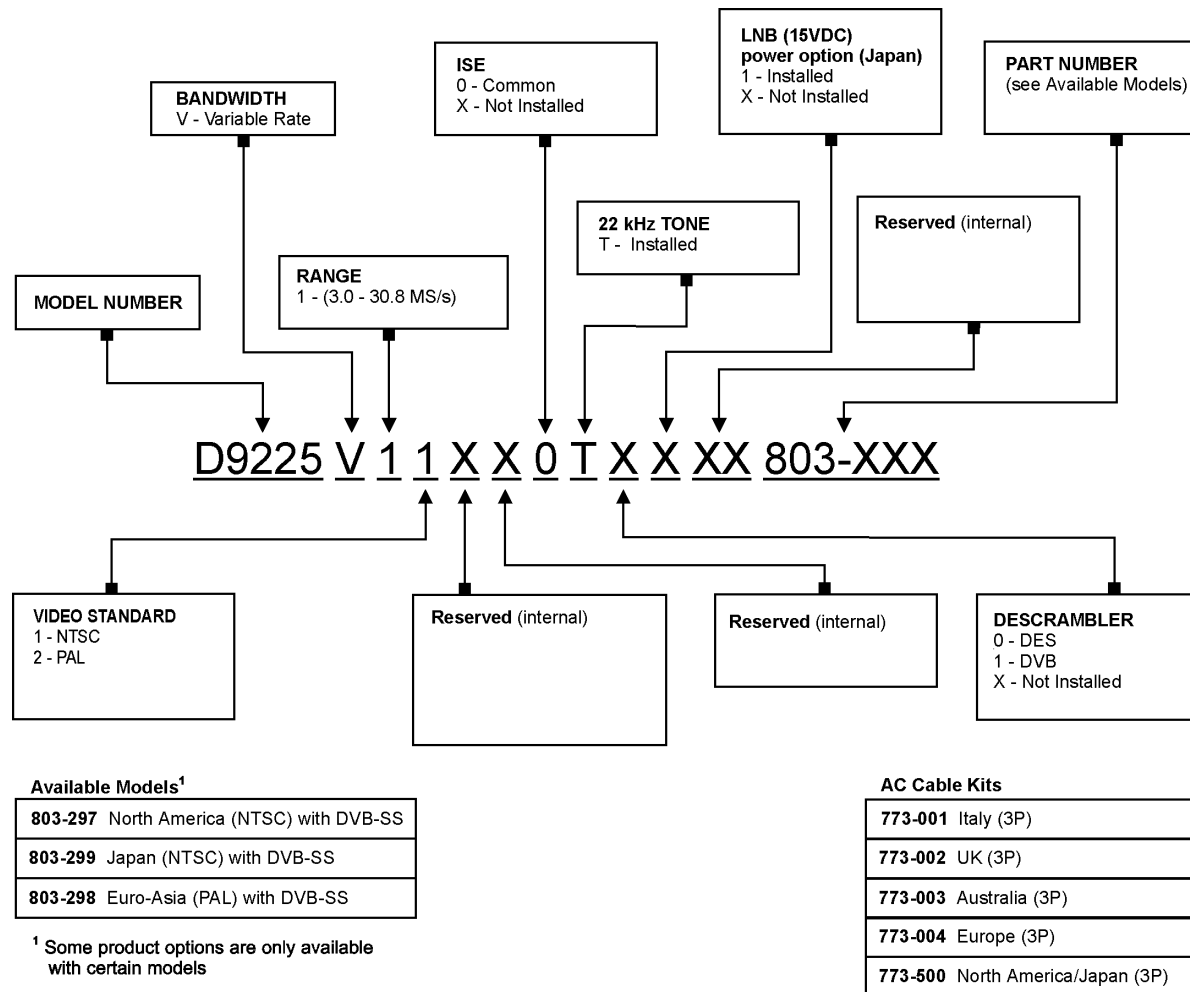 LNB (15VDC)
power option (Japan)
1 - Installed
X - Not Installed
ISE
0 - Common
X - Not Installed
PART NUMBER
(see Available Models)
BANDWIDTH
V - Variable Rate
22 kHz TONE
T - Installed
Reserved (internal)
RANGE
1 - (3.0 - 30.8 MS/s)
MODEL NUMBER
D9225 V 1 1 X X 0 T X X XX 803-XXX
VIDEO STANDARD
1 - NTSC
2 - PAL
Reserved (internal)
Reserved (internal)
DESCRAMBLER
0 - DES
1 - DVB
X - Not Installed
Available Models1
803-297 North America (NTSC) with DVB-SS
803-299 Japan (NTSC) with DVB-SS
803-298 Euro-Asia (PAL) with DVB-SS
1 Some product options are only available
with certain models
AC Cable Kits
773-001 Italy (3P)
773-002 UK (3P)
773-003 Australia (3P)
773-004 Europe (3P)
773-500 North America/Japan (3P)